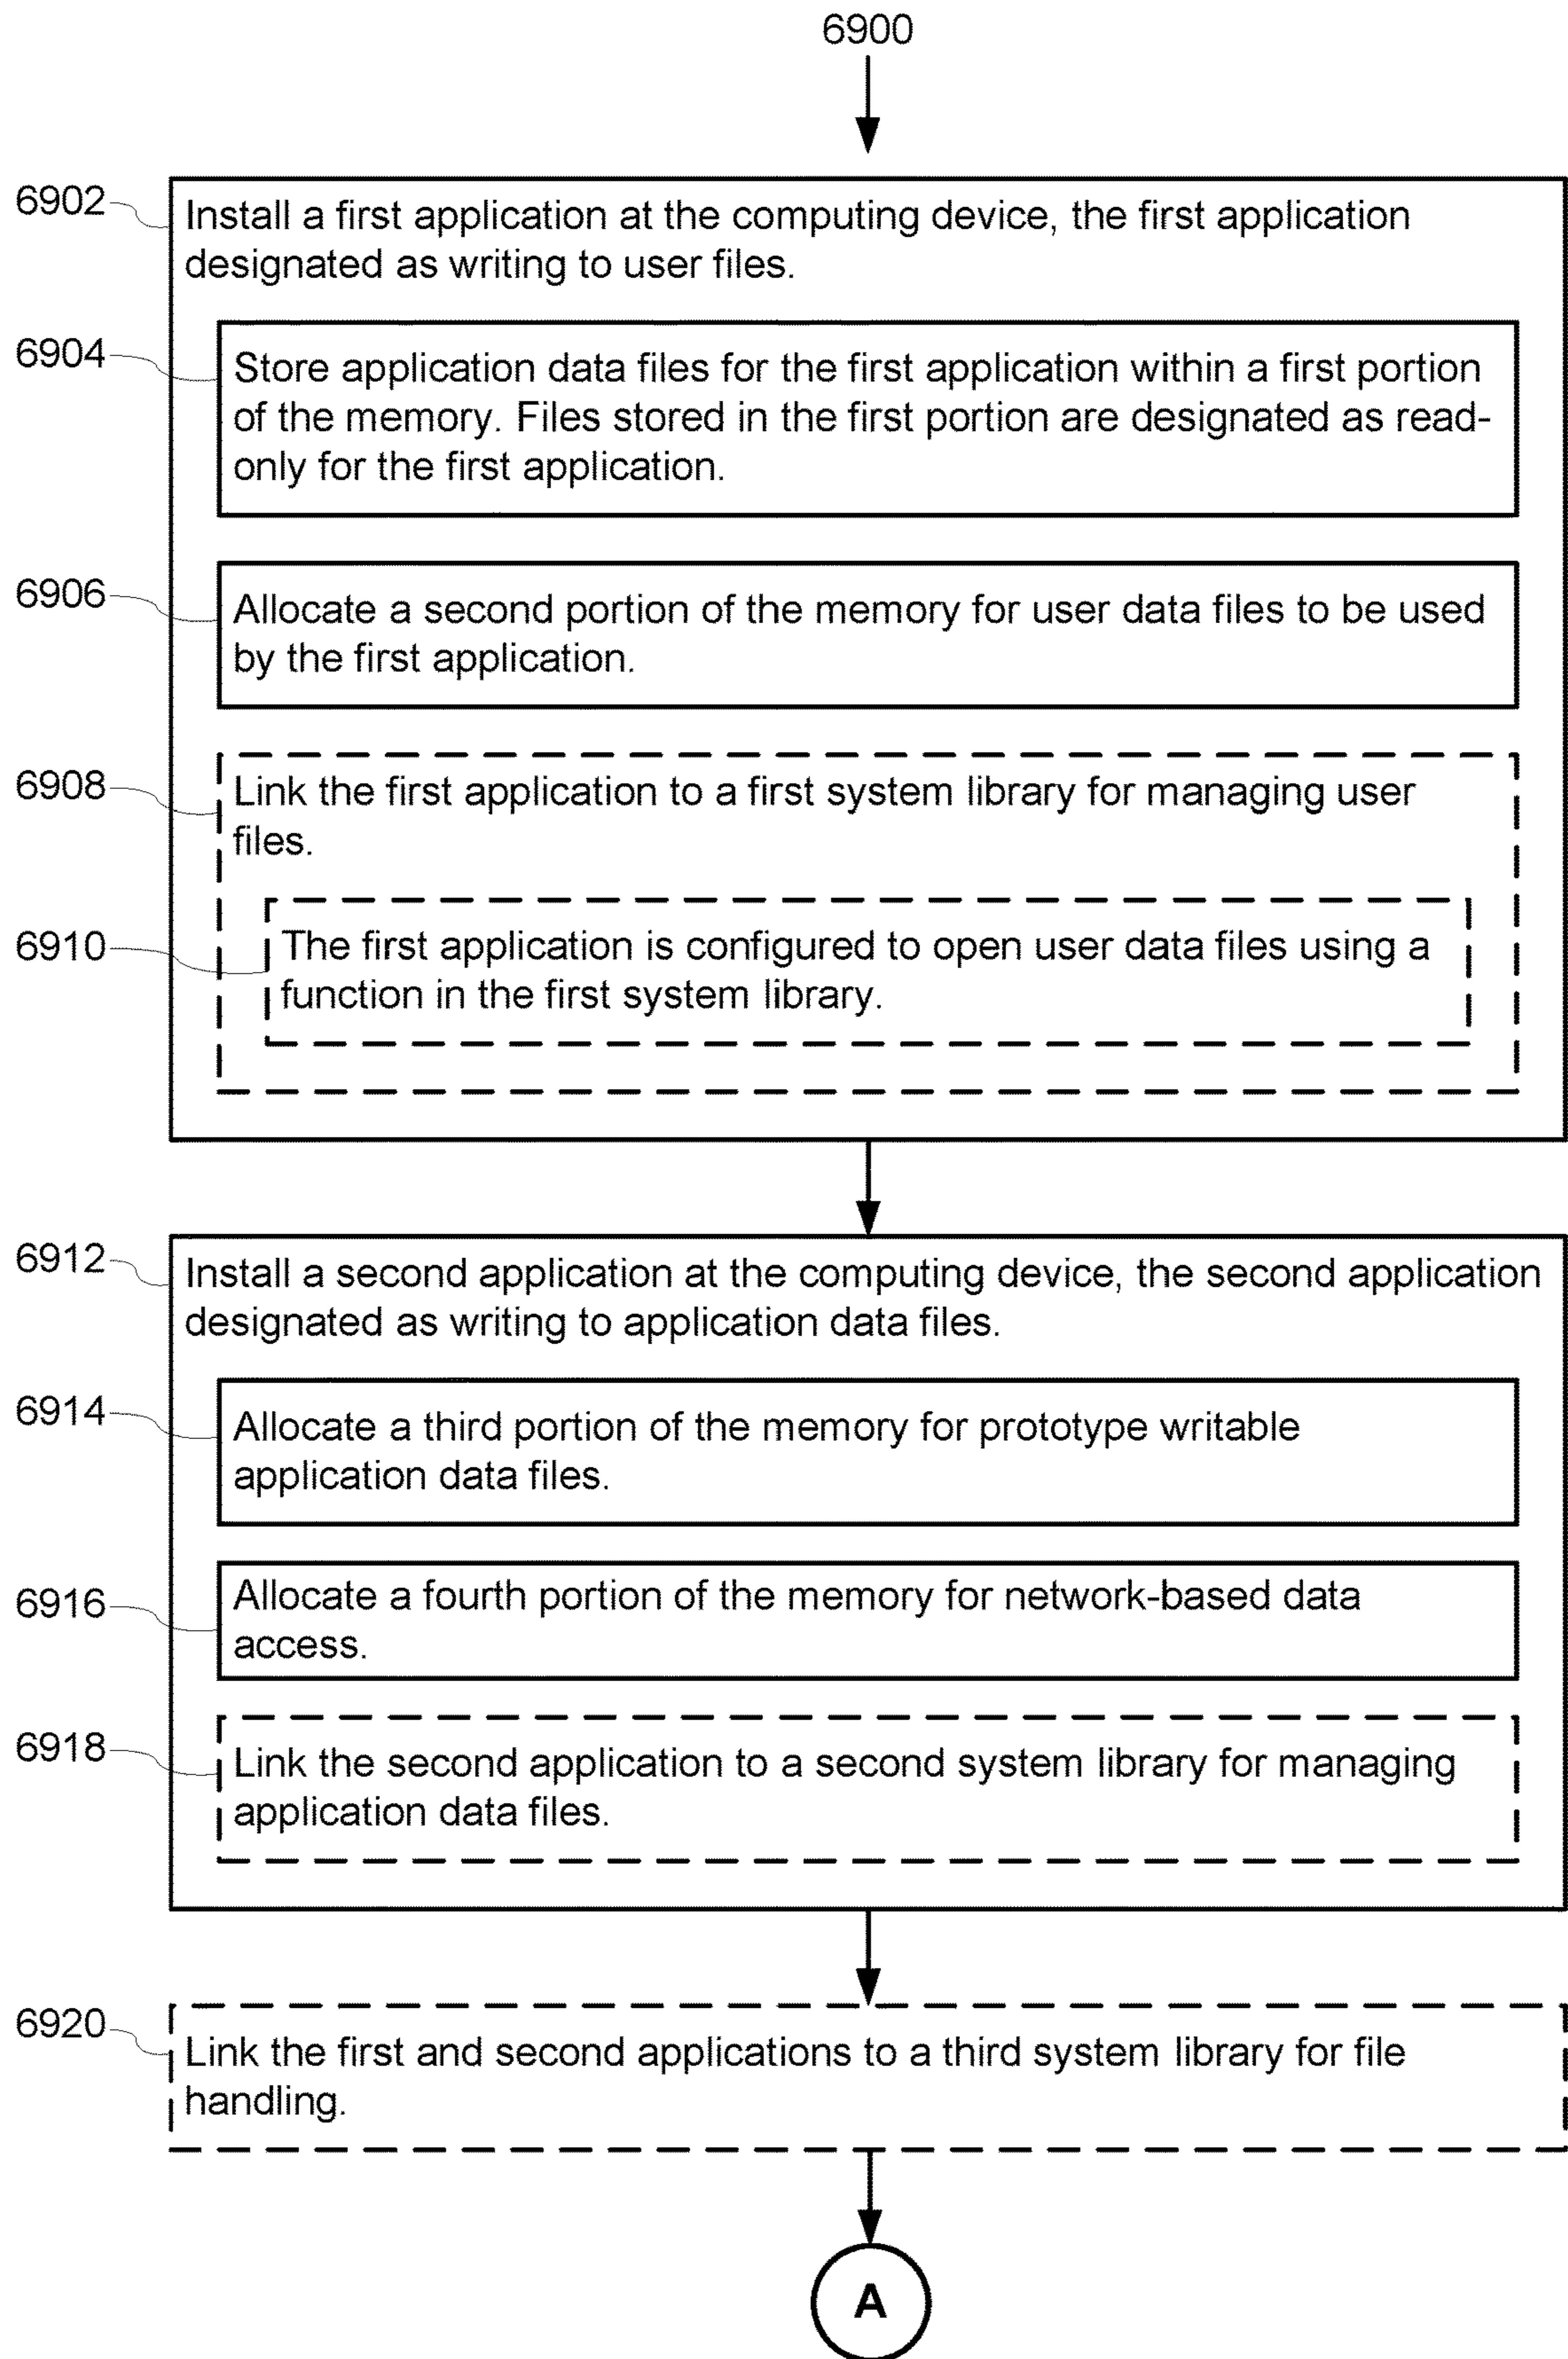 6900
6902
Install a first application at the computing device, the first application
designated as writing to user files.
6904
Store application data files for the first application within a first portion
of the memory. Files stored in the first portion are designated as read-
only for the first application.
6906
Allocate a second portion of the memory for user data files to be used
by the first application.
6908
Link the first application to a first system library for managing user
files.
6910
The first application is configured to open user data files using a
function in the first system library.
6912
Install a second application at the computing device, the second application
designated as writing to application data files.
6914
Allocate a third portion of the memory for prototype writable
application data files.
6916
Allocate a fourth portion of the memory for network-based data
access.
6918
Link the second application to a second system library for managing
application data files.
6920
Link the first and second applications to a third system library for file
handling.
A